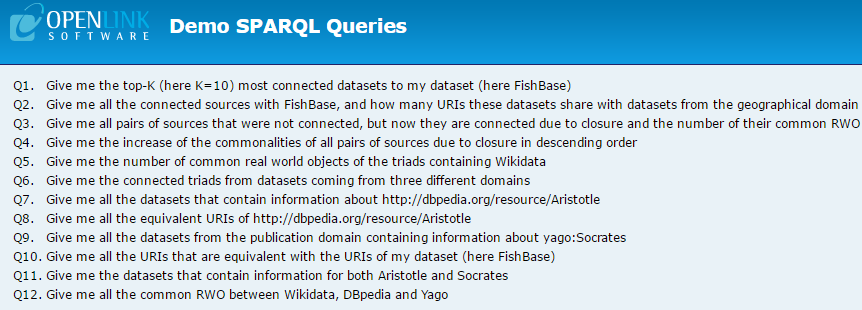 OPENLINK
SOFTWARE
Demo SPARQL Queries
Q1. Give me the top-K (here K=10) most connected datasets to my dataset (here FishBase)
Q2. Give me all the connected sources with FishBase, and how many URIs these datasets share with datasets from the geographical domain
Q3. Give me all pairs of sources that were not connected, but now they are connected due to closure and the number of their common RWO
Q4. Give me the increase of the commonalities of all pairs of sources due to closure in descending order
Q5. Give me the number of common real world objects of the triads containing Wikidata
Q6. Give me the connected triads from datasets coming from three different domains
Q7. Give me all the datasets that contain information about http://dbpedia.org/resource/Aristotle
Q8. Give me all the equivalent URIs of http://dbpedia.org/resource/Aristotle
Q9. Give me all the datasets from the publication domain containing information about yago:Socrates
Q10. Give me all the URIs that are equivalent with the URIs of my dataset (here FishBase)
Q11. Give me the datasets that contain information for both Aristotle and Socrates
Q12. Give me all the common RWO between Wikidata, DBpedia and Yago